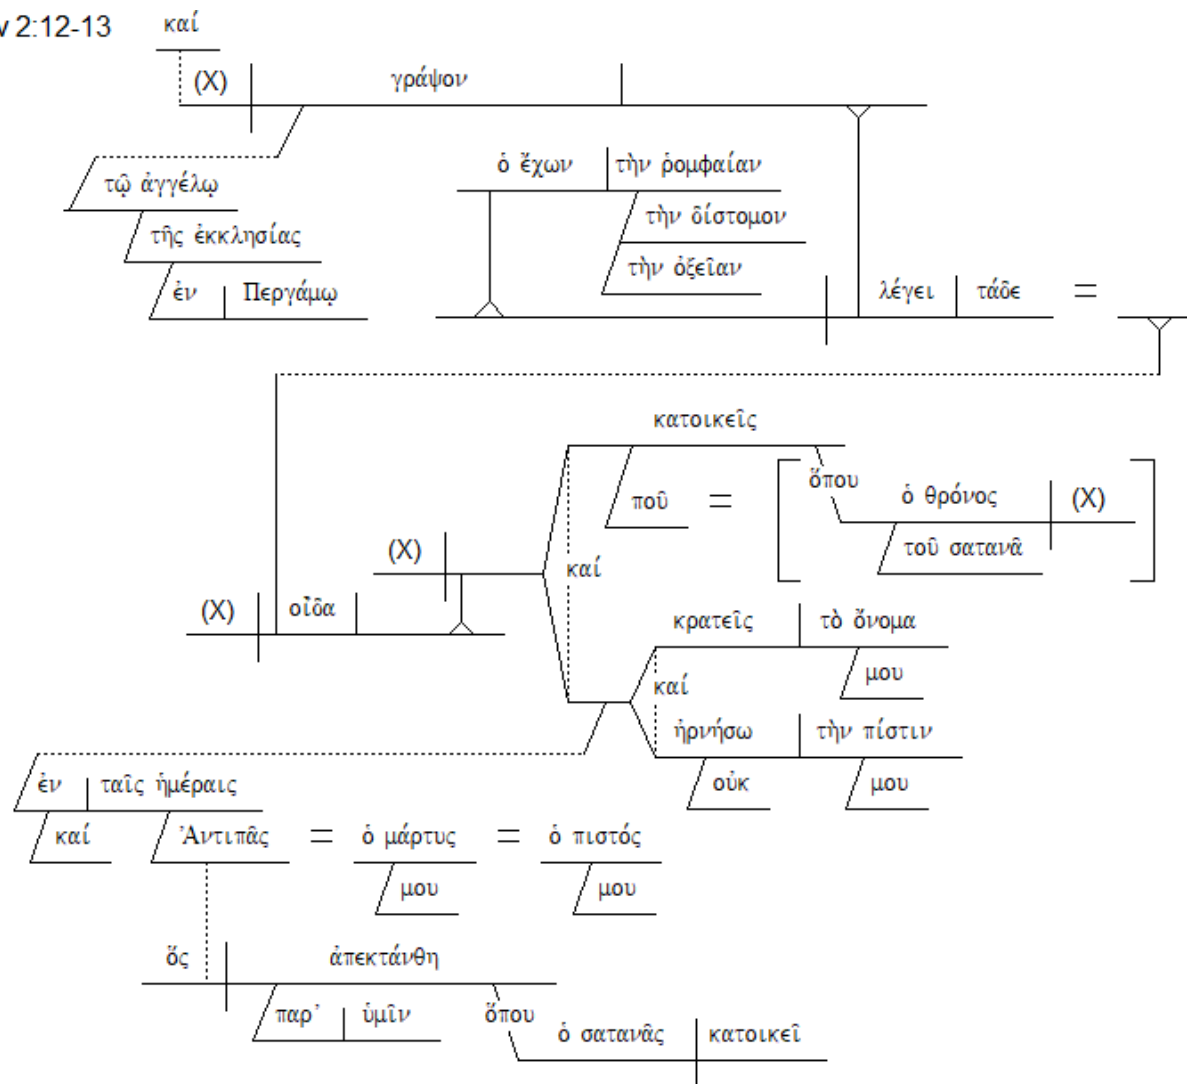 v 2:12-13
καί
(X) γράψον
τῷ ἀγγέλῳ
τῆς ἐκκλησίας
ἐν Περγάμῳ
ὁ ἔχων τὴν ῥομφαίαν
τὴν δίστομον
τὴν ὀξεῖαν
λέγει τάδε =
κατοικεῖς
ποῦ = [ ὅπου ὁ θρόνος (X) ]
τοῦ σατανᾶ
(X) καί
(X) οἶδα
κρατεῖς τὸ ὄνομα
μου
καί
ἠρνήσω τὴν πίστιν
οὐκ μου
ἐν ταῖς ἡμέραις
καί Ἀντιπᾶς = ὁ μάρτυς = ὁ πιστός
μου μου
ὅς ἀπεκτάνθη
παρ’ ὑμῖν ὅπου
ὁ σατανᾶς κατοικεῖ